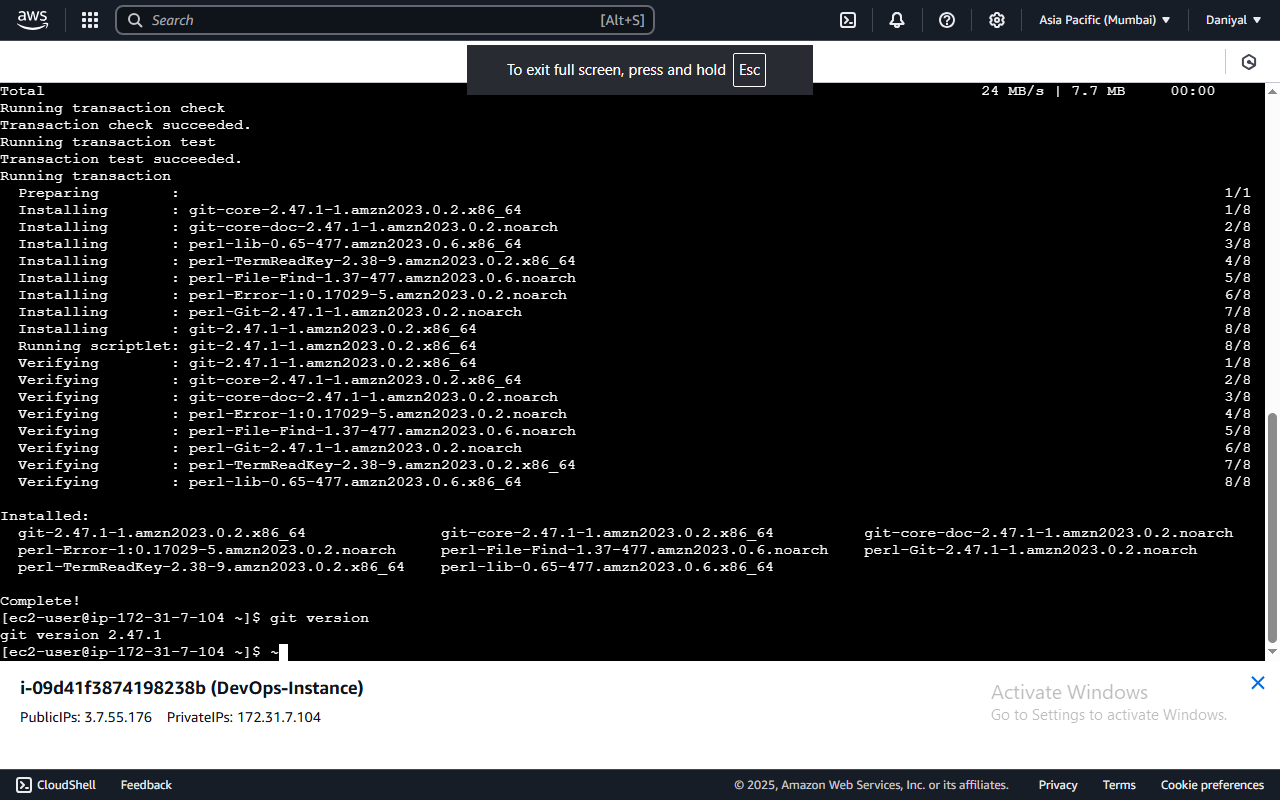 aws Search [Alt+S] Asia Pacific (Mumbai) ▼ Daniyal ▼
To exit full screen, press and hold Esc
Total 24 MB/s | 7.7 MB 00:00
Running transaction check
Transaction check succeeded.
Running transaction test
Transaction test succeeded.
Running transaction
Preparing : 1/1
Installing : git-core-2.47.1-1.amzn2023.0.2.x86_64 1/8
Installing : git-core-doc-2.47.1-1.amzn2023.0.2.noarch 2/8
Installing : perl-lib-0.65-477.amzn2023.0.6.x86_64 3/8
Installing : perl-TermReadKey-2.38-9.amzn2023.0.2.x86_64 4/8
Installing : perl-File-Find-1.37-477.amzn2023.0.6.noarch 5/8
Installing : perl-Error-1:0.17029-5.amzn2023.0.2.noarch 6/8
Installing : perl-Git-2.47.1-1.amzn2023.0.2.noarch 7/8
Installing : git-2.47.1-1.amzn2023.0.2.x86_64 8/8
Running scriptlet: git-2.47.1-1.amzn2023.0.2.x86_64 8/8
Verifying : git-2.47.1-1.amzn2023.0.2.x86_64 1/8
Verifying : git-core-2.47.1-1.amzn2023.0.2.x86_64 2/8
Verifying : git-core-doc-2.47.1-1.amzn2023.0.2.noarch 3/8
Verifying : perl-Error-1:0.17029-5.amzn2023.0.2.noarch 4/8
Verifying : perl-File-Find-1.37-477.amzn2023.0.6.noarch 5/8
Verifying : perl-Git-2.47.1-1.amzn2023.0.2.noarch 6/8
Verifying : perl-TermReadKey-2.38-9.amzn2023.0.2.x86_64 7/8
Verifying : perl-lib-0.65-477.amzn2023.0.6.x86_64 8/8
Installed:
git-2.47.1-1.amzn2023.0.2.x86_64 git-core-2.47.1-1.amzn2023.0.2.x86_64 git-core-doc-2.47.1-1.amzn2023.0.2.noarch
perl-Error-1:0.17029-5.amzn2023.0.2.noarch perl-File-Find-1.37-477.amzn2023.0.6.noarch perl-Git-2.47.1-1.amzn2023.0.2.noarch
perl-TermReadKey-2.38-9.amzn2023.0.2.x86_64 perl-lib-0.65-477.amzn2023.0.6.x86_64
Complete!
[ec2-user@ip-172-31-7-104 ~]$ git version
git version 2.47.1
[ec2-user@ip-172-31-7-104 ~]$ ~
i-09d41f3874198238b (DevOps-Instance)
PublicIPs: 3.7.55.176 PrivateIPs: 172.31.7.104
Activate Windows
Go to Settings to activate Windows.
CloudShell Feedback © 2025, Amazon Web Services, Inc. or its affiliates. Privacy Terms Cookie preferences